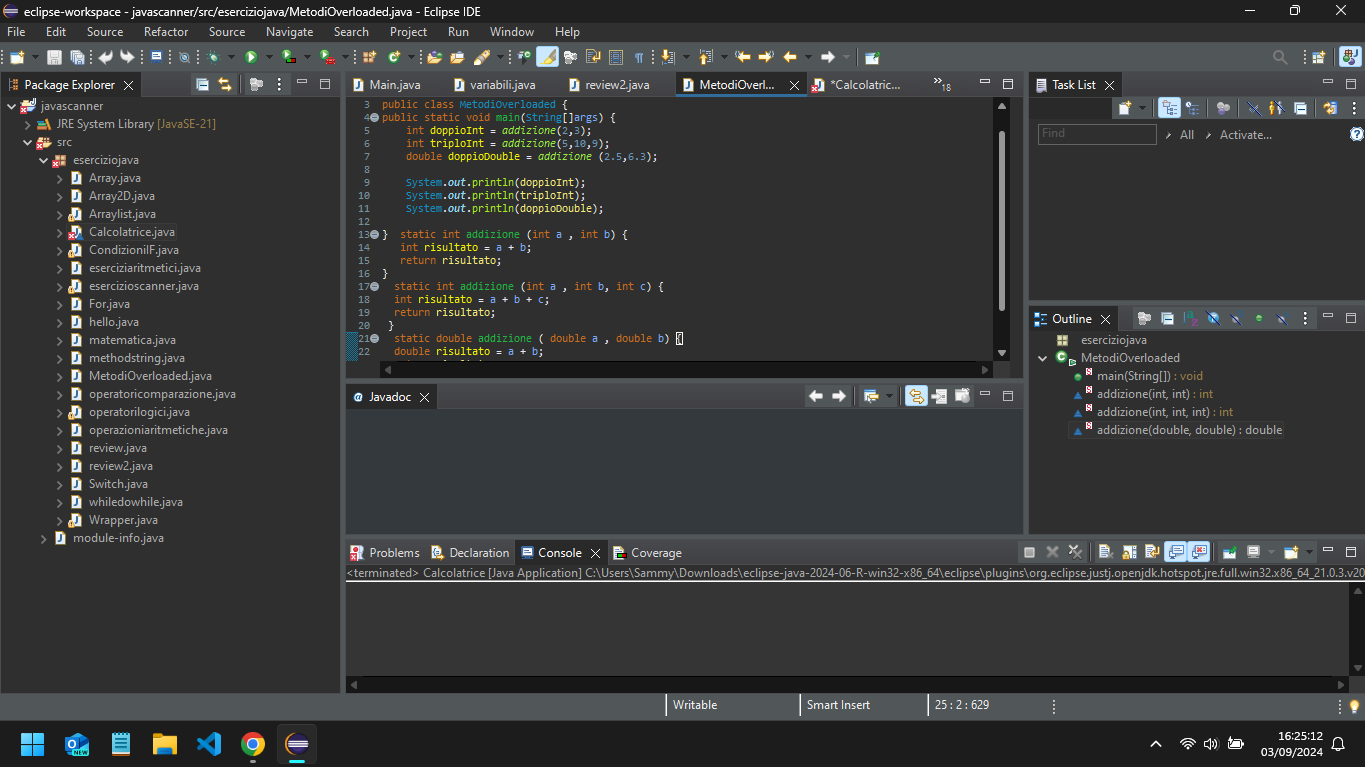 eclipse-workspace - javascanner/src/eserciziojava/MetodiOverloaded.java - Eclipse IDE
File Edit Source Refactor Source Navigate Search Project Run Window Help
Package Explorer
javascanner
JRE System Library [JavaSE-21]
src
eserciziojava
Array.java
Array2D.java
Arraylist.java
Calcolatrice.java
CondizioniIF.java
eserciziaritmetici.java
esercizioscanner.java
For.java
hello.java
matematica.java
methodstring.java
MetodiOverloaded.java
operatoricomparazione.java
operatorilogici.java
operazioniaritmetiche.java
review.java
review2.java
Switch.java
whiledowhile.java
Wrapper.java
module-info.java
Main.java variabili.java review2.java MetodiOverl... *Calcolatric... »18
3 public class MetodiOverloaded {
4 public static void main(String[]args) {
5 int doppioInt = addizione(2,3);
6 int triploInt = addizione(5,10,9);
7 double doppioDouble = addizione (2.5,6.3);
8
9 System.out.println(doppioInt);
10 System.out.println(triploInt);
11 System.out.println(doppioDouble);
12
13 } static int addizione (int a , int b) {
14 int risultato = a + b;
15 return risultato;
16 }
17 static int addizione (int a , int b, int c) {
18 int risultato = a + b + c;
19 return risultato;
20 }
21 static double addizione ( double a , double b) {
22 double risultato = a + b;
Javadoc
Task List
Find All Activate...
Outline
eserciziojava
MetodiOverloaded
main(String[]) : void
addizione(int, int) : int
addizione(int, int, int) : int
addizione(double, double) : double
Problems Declaration Console Coverage
<terminated> Calcolatrice [Java Application] C:\Users\Sammy\Downloads\eclipse-java-2024-06-R-win32-x86_64\eclipse\plugins\org.eclipse.justj.openjdk.hotspot.jre.full.win32.x86_64_21.0.3.v20
Writable Smart Insert 25 : 2 : 629
NEW
16:25:12
03/09/2024